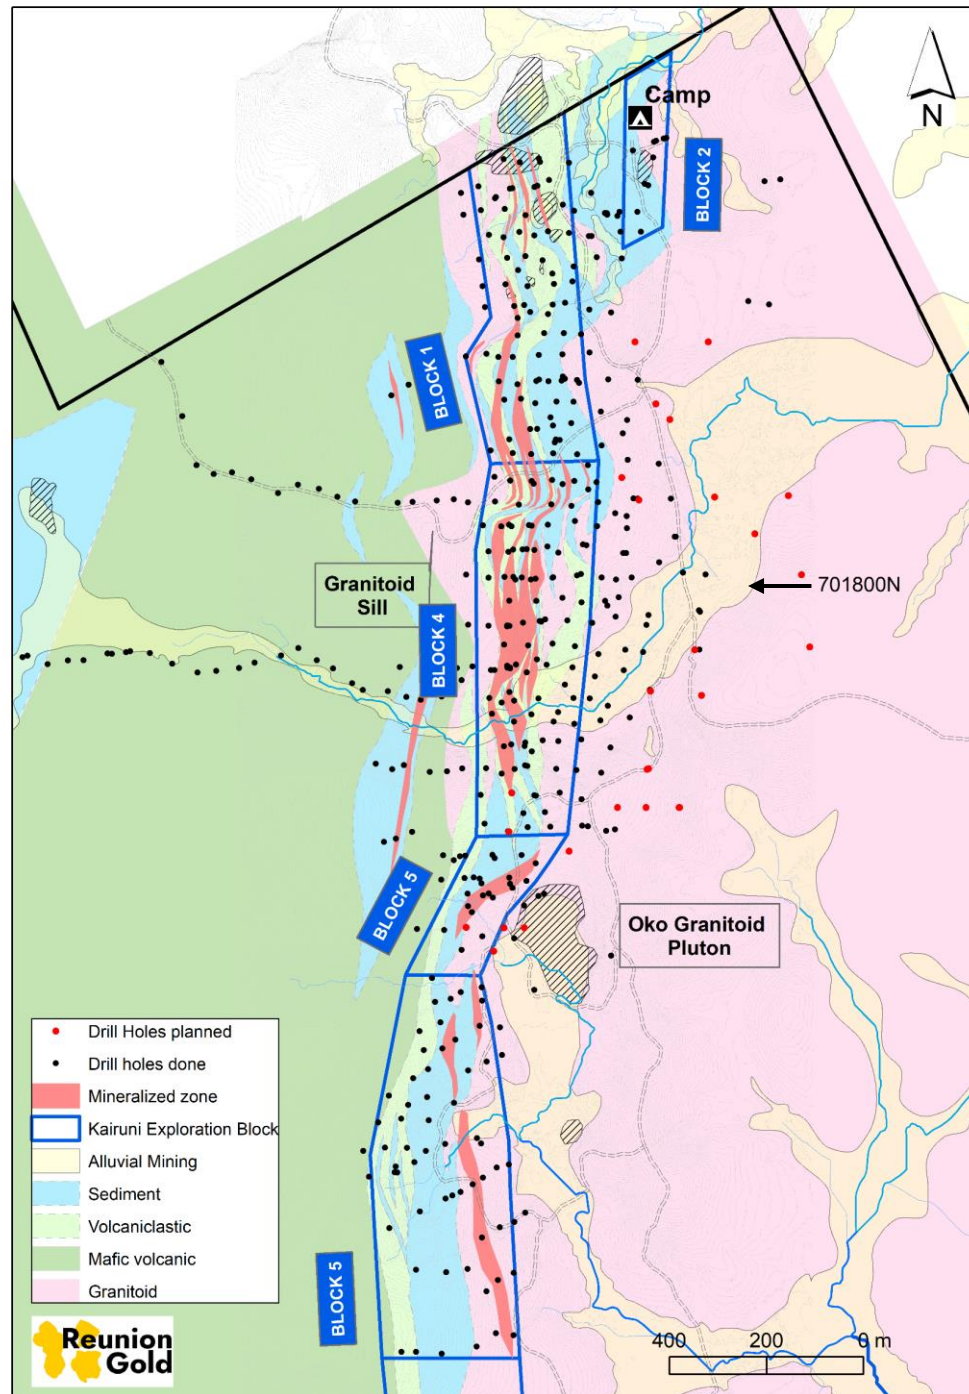 N
Camp
BLOCK 2
BLOCK 1
Granitoid
Sill
701800N
BLOCK 4
BLOCK 5
Oko Granitoid
Pluton
Drill Holes planned
Drill holes done
Mineralized zone
Kairuni Exploration Block
Alluvial Mining
Sediment
Volcaniclastic
Mafic volcanic
Granitoid
BLOCK 5
Reunion
Gold
400 200 0 m